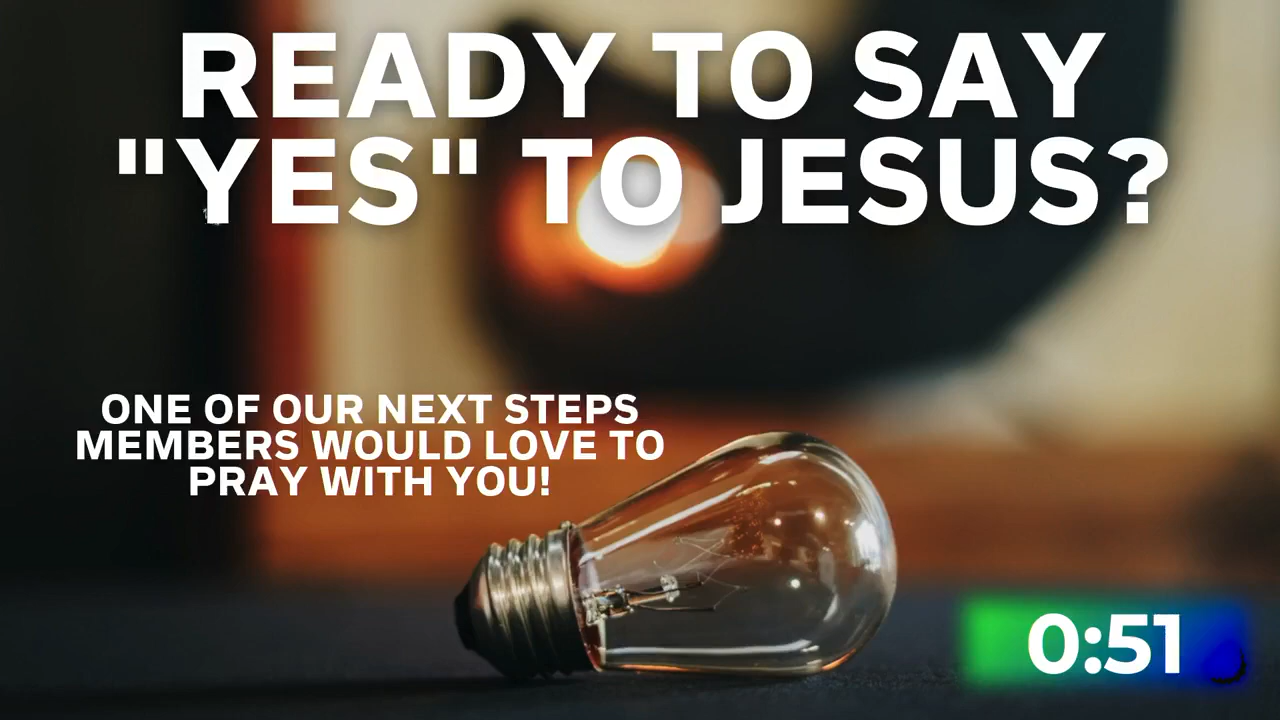 READY TO SAY
"YES" TO JESUS?
ONE OF OUR NEXT STEPS
MEMBERS WOULD LOVE TO
PRAY WITH YOU!
0:51